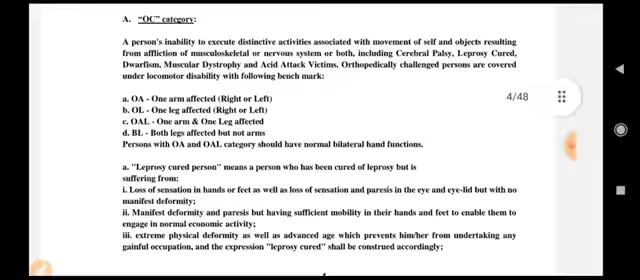 A. “OC” category:
A person's inability to execute distinctive activities associated with movement of self and objects resulting
from affliction of musculoskeletal or nervous system or both, including Cerebral Palsy, Leprosy Cured,
Dwarfism, Muscular Dystrophy and Acid Attack Victims. Orthopedically challenged persons are covered
under locomotor disability with following bench mark:
a. OA - One arm affected (Right or Left)
4/48
b. OL - One leg affected (Right or Left)
c. OAL - One arm & One Leg affected
d. BL - Both legs affected but not arms
Persons with OA and OAL category should have normal bilateral hand functions.
a. "Leprosy cured person" means a person who has been cured of leprosy but is
suffering from:
i. Loss of sensation in hands or feet as well as loss of sensation and paresis in the eye and eye-lid but with no
manifest deformity;
ii. Manifest deformity and paresis but having sufficient mobility in their hands and feet to enable them to
engage in normal economic activity;
iii. extreme physical deformity as well as advanced age which prevents him/her from undertaking any
gainful occupation, and the expression "leprosy cured" shall be construed accordingly;